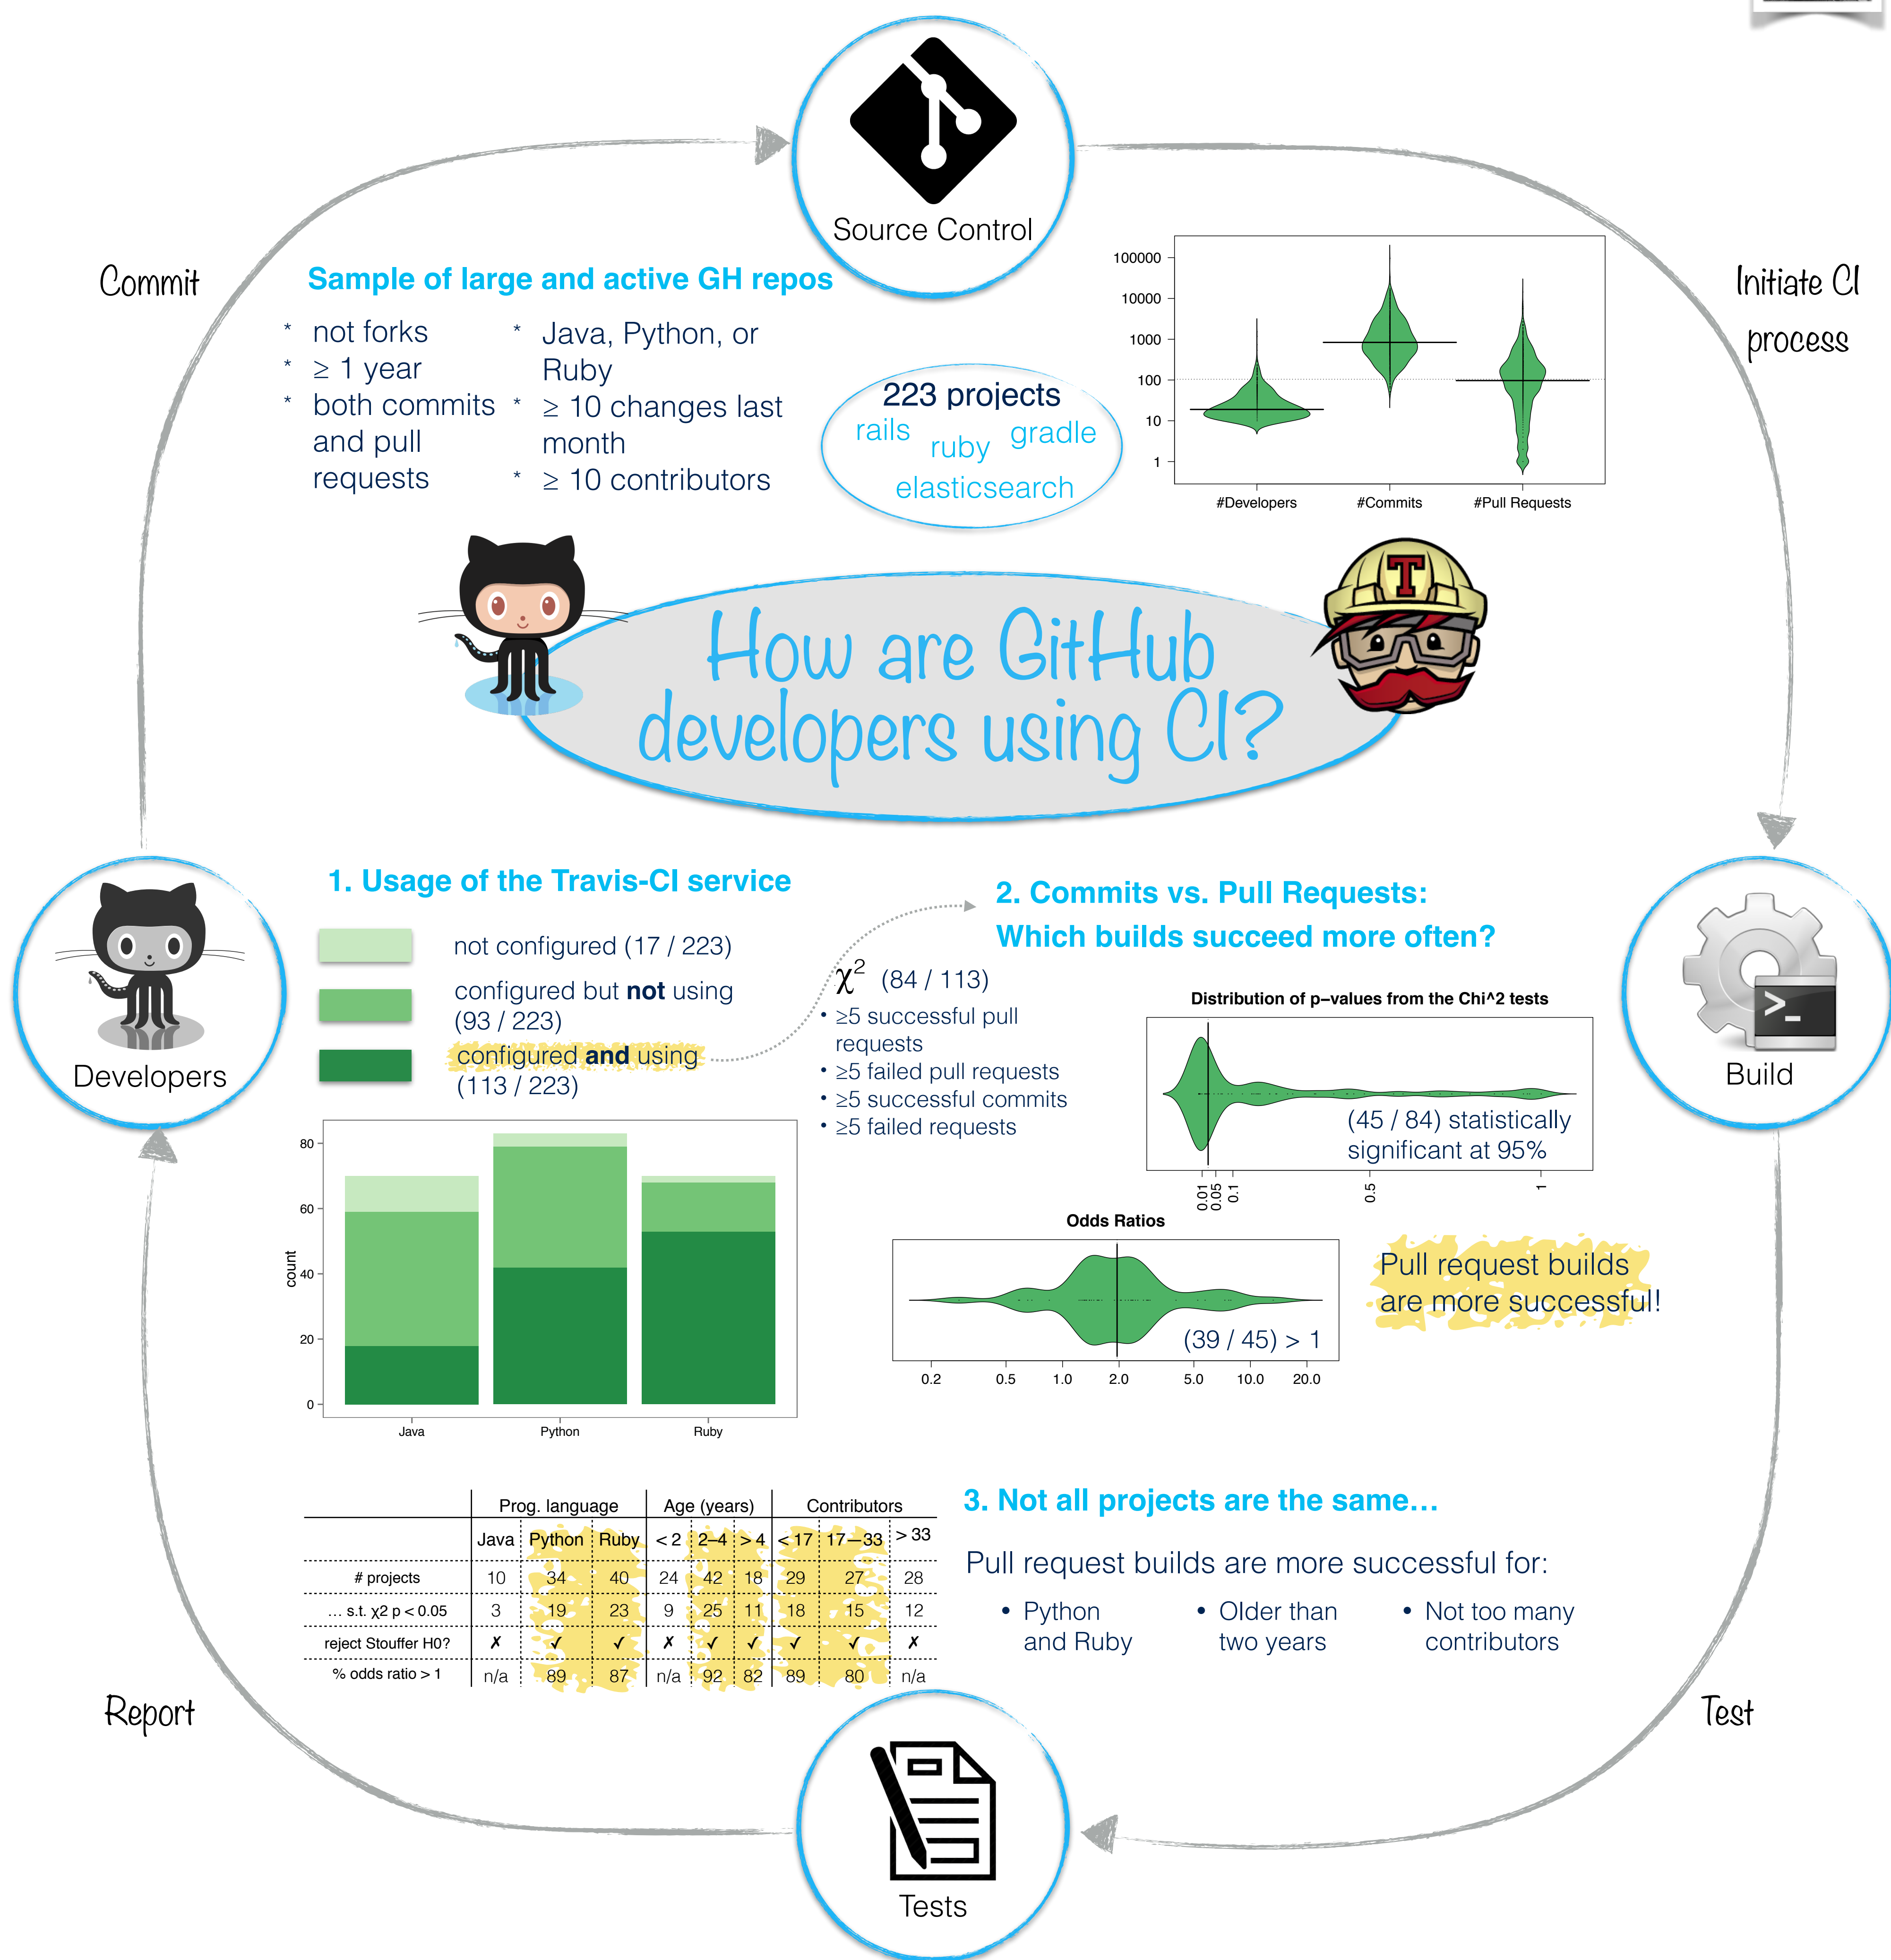 Source Control
Commit
Initiate CI
process
Sample of large and active GH repos
* not forks
* ≥ 1 year
* both commits
and pull
requests
* Java, Python, or
Ruby
* ≥ 10 changes last
month
* ≥ 10 contributors
223 projects
rails ruby gradle
elasticsearch
100000
10000
1000
100
10
1
#Developers #Commits #Pull Requests
T
How are GitHub
developers using CI?
Developers
1. Usage of the Travis-CI service
not configured (17 / 223)
configured but not using
(93 / 223)
configured and using
(113 / 223)
80
60
40
20
0
count
Java Python Ruby
2. Commits vs. Pull Requests:
Which builds succeed more often?
χ² (84 / 113)
• ≥5 successful pull
requests
• ≥5 failed pull requests
• ≥5 successful commits
• ≥5 failed requests
Distribution of p−values from the Chi^2 tests
(45 / 84) statistically
significant at 95%
0.01 0.05 0.1 0.5 1
Odds Ratios
(39 / 45) > 1
0.2 0.5 1.0 2.0 5.0 10.0 20.0
Pull request builds
are more successful!
>_
Build
Prog. language Age (years) Contributors
Java Python Ruby < 2 2–4 > 4 < 17 17—33 > 33
# projects 10 34 40 24 42 18 29 27 28
... s.t. χ2 p < 0.05 3 19 23 9 25 11 18 15 12
reject Stouffer H0? ✗ ✓ ✓ ✗ ✓ ✓ ✓ ✓ ✗
% odds ratio > 1 n/a 89 87 n/a 92 82 89 80 n/a
3. Not all projects are the same...
Pull request builds are more successful for:
• Python
and Ruby
• Older than
two years
• Not too many
contributors
Report
Test
Tests